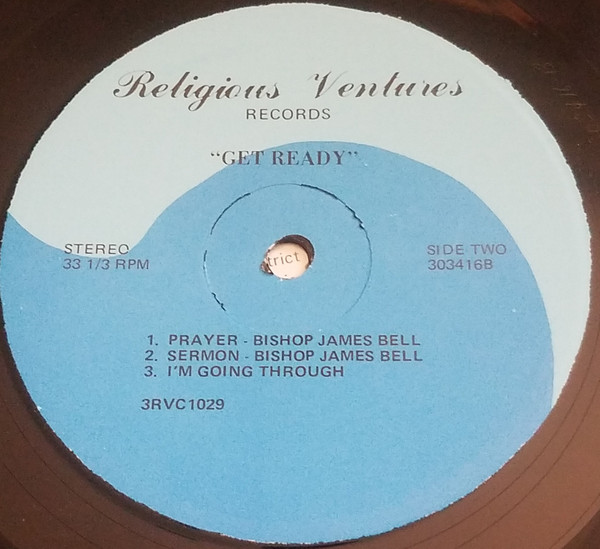 Religious Ventures
RECORDS
"GET READY"
STEREO
33 1/3 RPM
SIDE TWO
303416B
trict
1. PRAYER - BISHOP JAMES BELL
2. SERMON - BISHOP JAMES BELL
3. I'M GOING THROUGH
3RVC1029